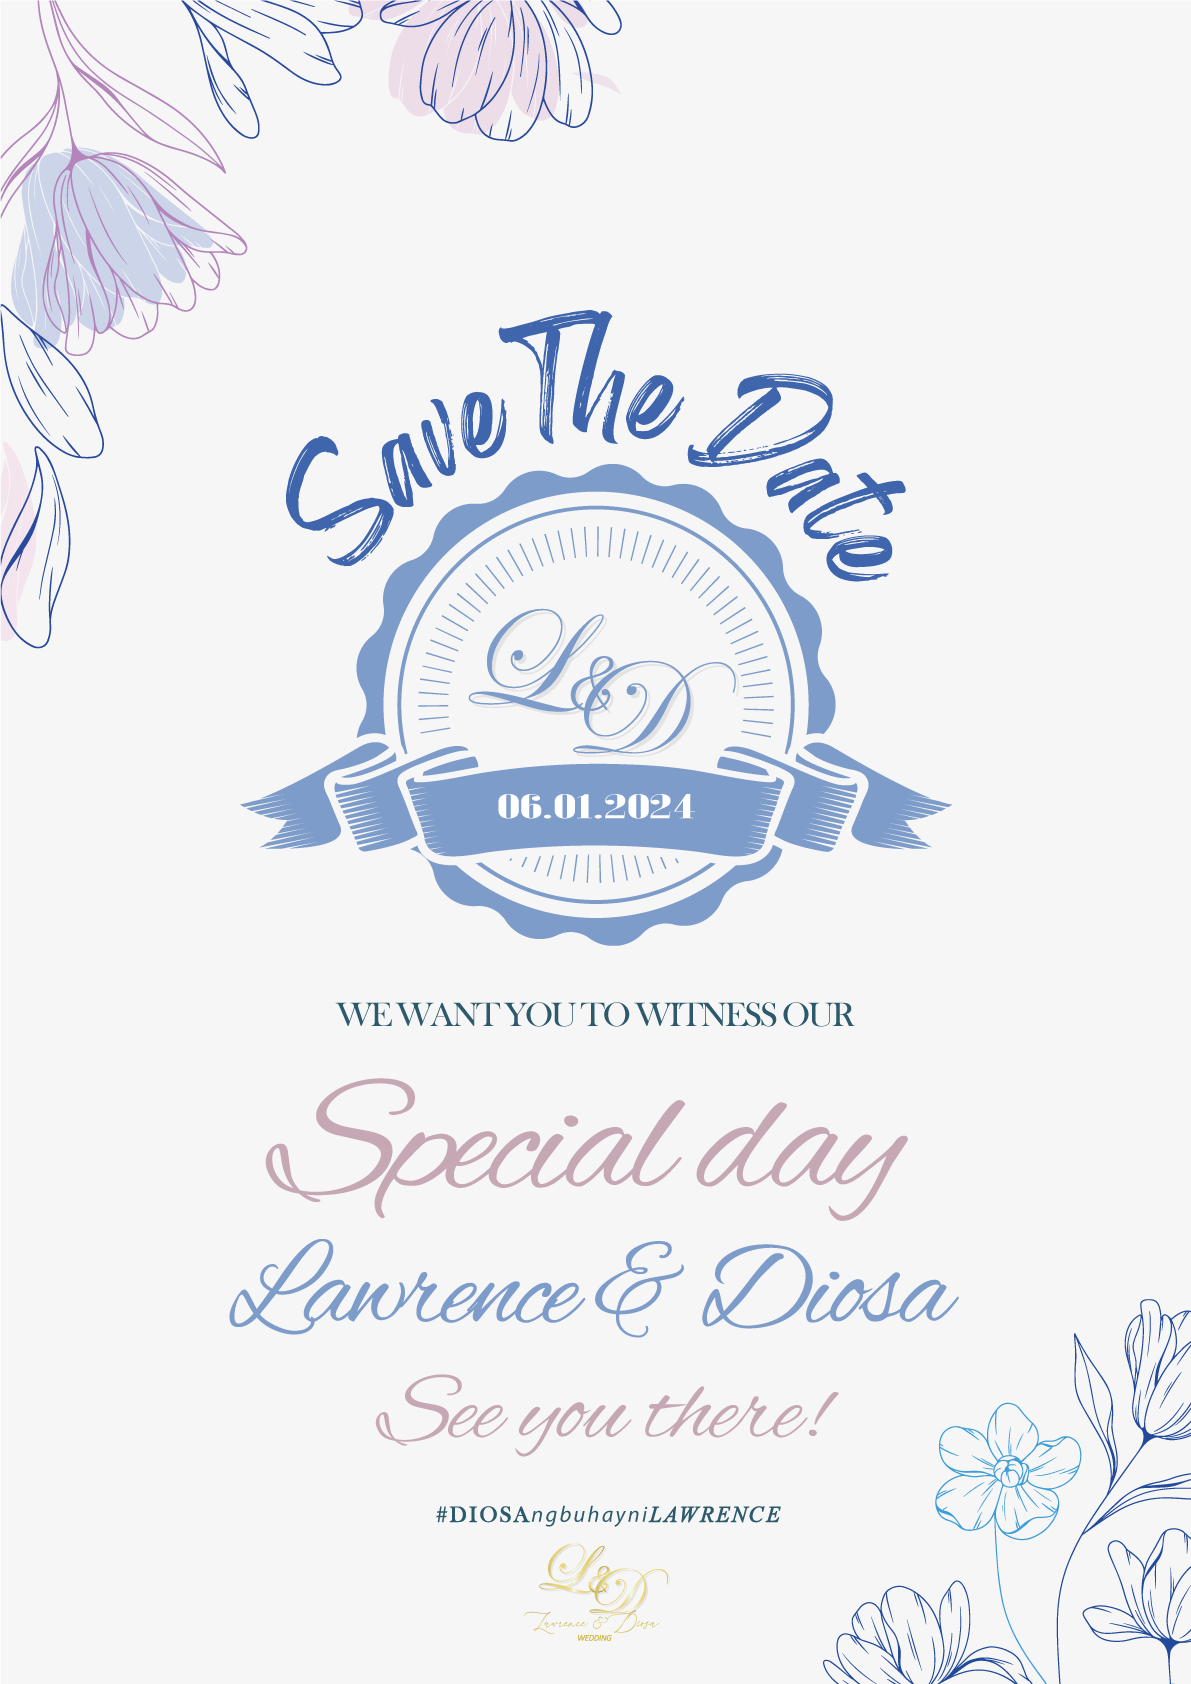 Save The Date
L&D
06.01.2024
WE WANT YOU TO WITNESS OUR
Special day
Lawrence & Diosa
See you there!
#DIOSAngbuhayniLAWRENCE
L&D
Lawrence & Diosa
WEDDING